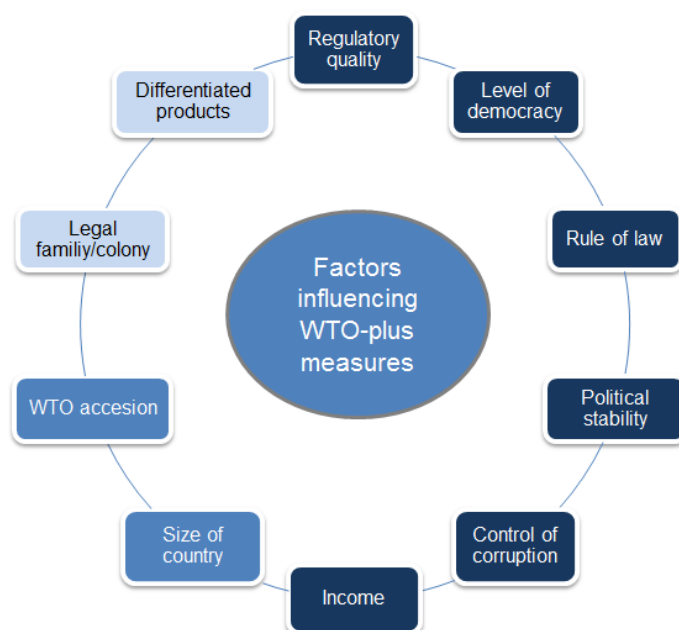 Regulatory
quality
Level of
democracy
Rule of law
Political
stability
Control of
corruption
Income
Size of
country
WTO accesion
Legal
familiy/colony
Differentiated
products
Factors
influencing
WTO-plus
measures